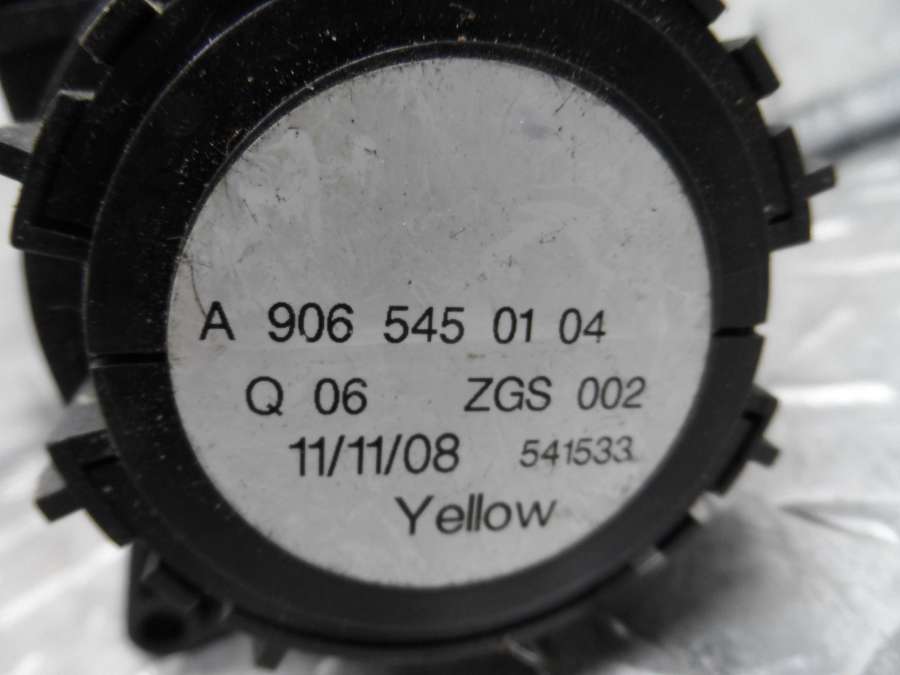 A 906 545 01 04
Q 06 ZGS 002
11/11/08 541533
Yellow